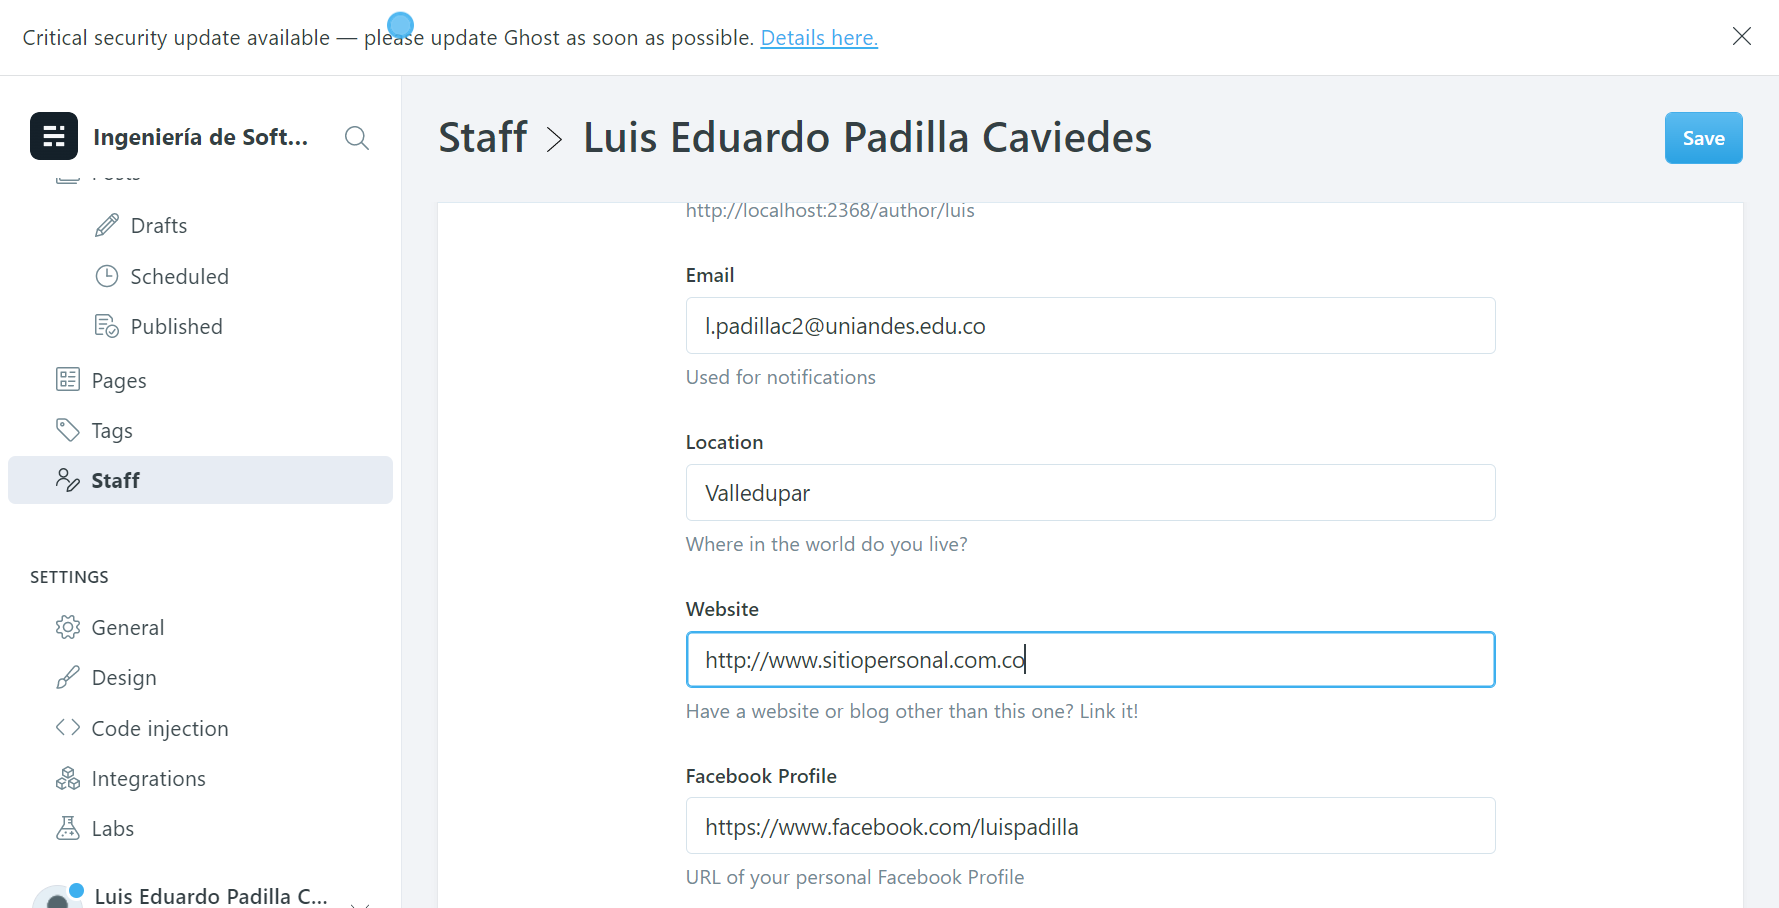 Critical security update available — please update Ghost as soon as possible. Details here.
Ingeniería de Soft...
Posts
Drafts
Scheduled
Published
Pages
Tags
Staff
SETTINGS
General
Design
Code injection
Integrations
Labs
Luis Eduardo Padilla C...
Staff > Luis Eduardo Padilla Caviedes
Save
http://localhost:2368/author/luis
Email
l.padillac2@uniandes.edu.co
Used for notifications
Location
Valledupar
Where in the world do you live?
Website
http://www.sitiopersonal.com.co
Have a website or blog other than this one? Link it!
Facebook Profile
https://www.facebook.com/luispadilla
URL of your personal Facebook Profile